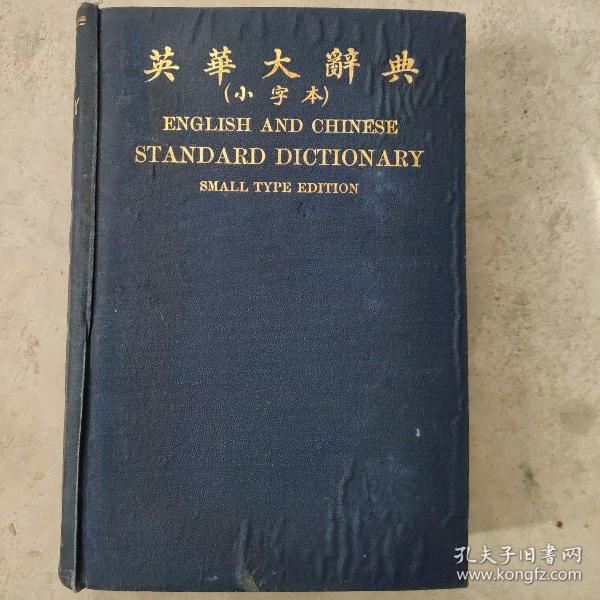 英華大辭典
(小字本)
ENGLISH AND CHINESE
STANDARD DICTIONARY
SMALL TYPE EDITION
孔夫子旧书网
www.kongfz.com